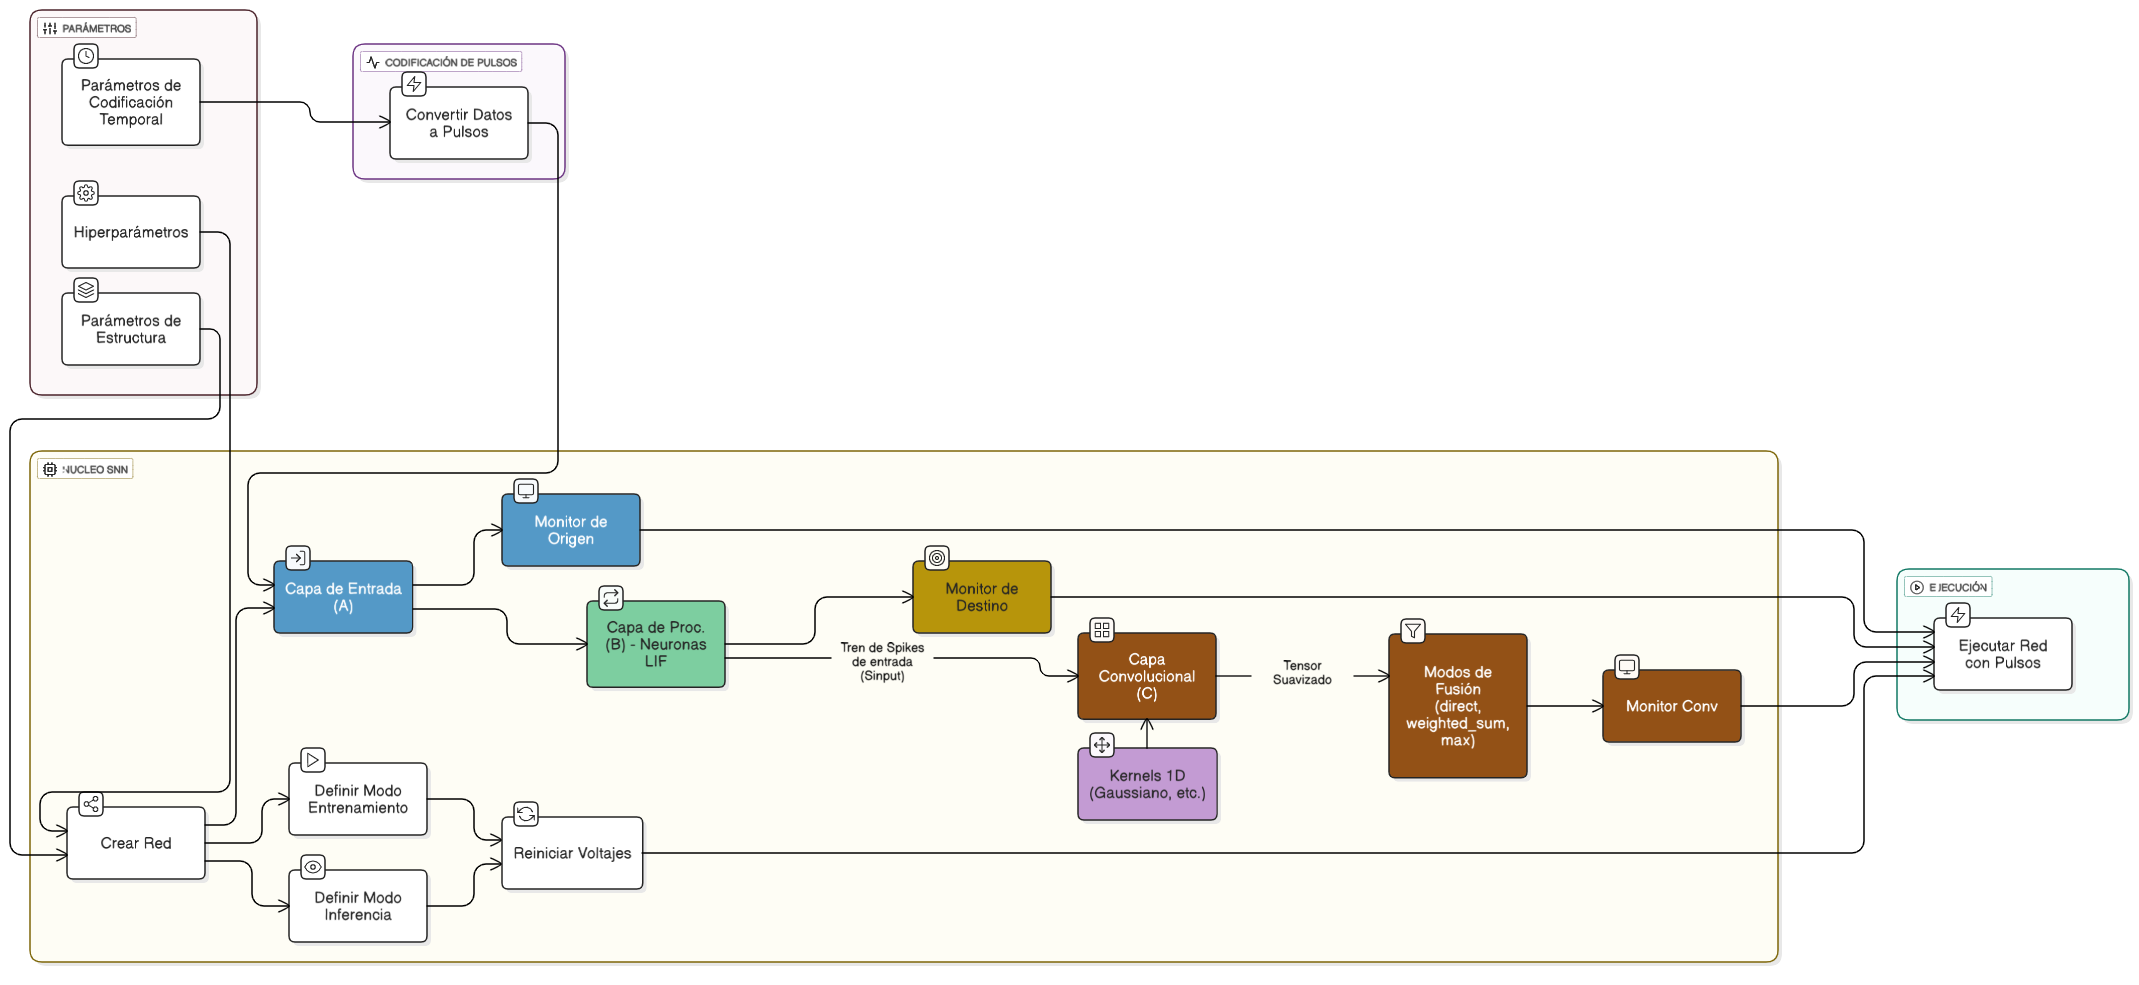 PARÁMETROS
Parámetros de
Codificación
Temporal
Hiperparámetros
Parámetros de
Estructura
CODIFICACIÓN DE PULSOS
Convertir Datos
a Pulsos
NUCLEO SNN
Monitor de
Origen
Capa de Entrada
(A)
Capa de Proc.
(B) - Neuronas
LIF
Monitor de
Destino
Tren de Spikes
de entrada
(Sinput)
Capa
Convolucional
(C)
Tensor
Suavizado
Modos de
Fusión
(direct,
weighted_sum,
max)
Monitor Conv
Kernels 1D
(Gaussiano, etc.)
Crear Red
Definir Modo
Entrenamiento
Definir Modo
Inferencia
Reiniciar Voltajes
EJECUCIÓN
Ejecutar Red
con Pulsos